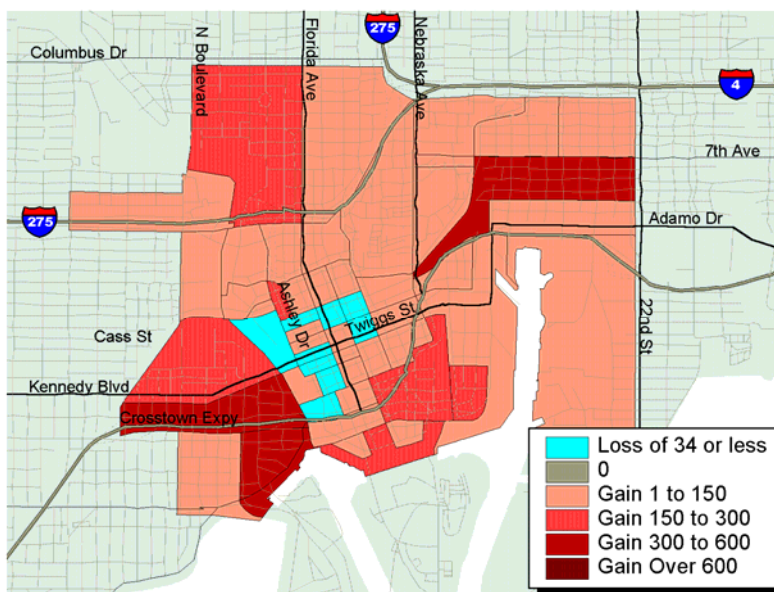 Columbus Dr
N Boulevard
Florida Ave
275
Nebraska Ave
4
7th Ave
275
Adamo Dr
Ashley Dr
Twiggs St
22nd St
Cass St
Kennedy Blvd
Crosstown Expy
Loss of 34 or less
0
Gain 1 to 150
Gain 150 to 300
Gain 300 to 600
Gain Over 600